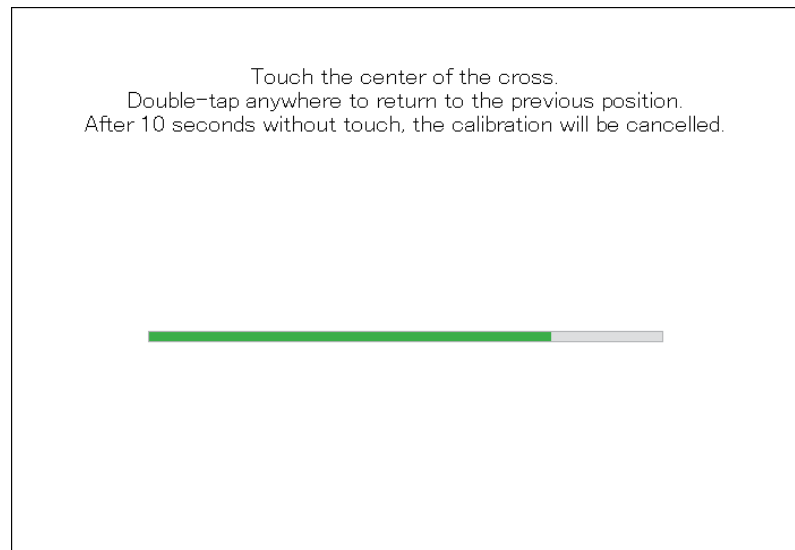 Touch the center of the cross.
Double-tap anywhere to return to the previous position.
After 10 seconds without touch, the calibration will be cancelled.